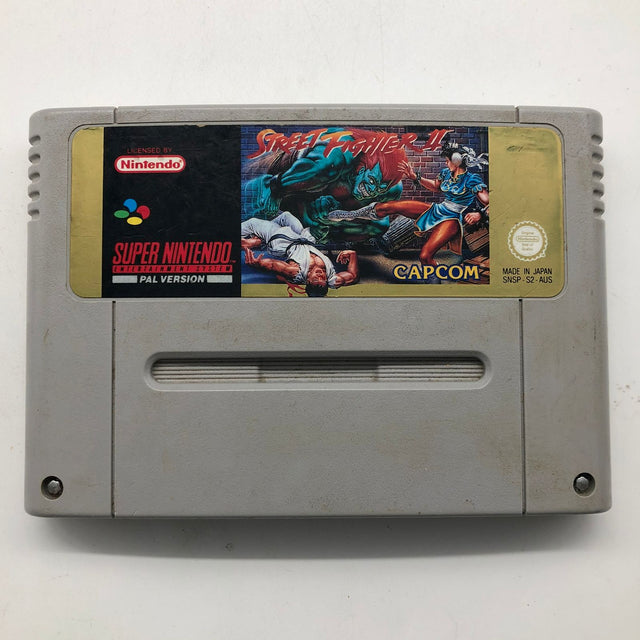 LICENSED BY
Nintendo
SUPER NINTENDO
ENTERTAINMENT SYSTEM
PAL VERSION
STREET FIGHTER II
CAPCOM
Nintendo
MADE IN JAPAN
SNSP-S2-AUS